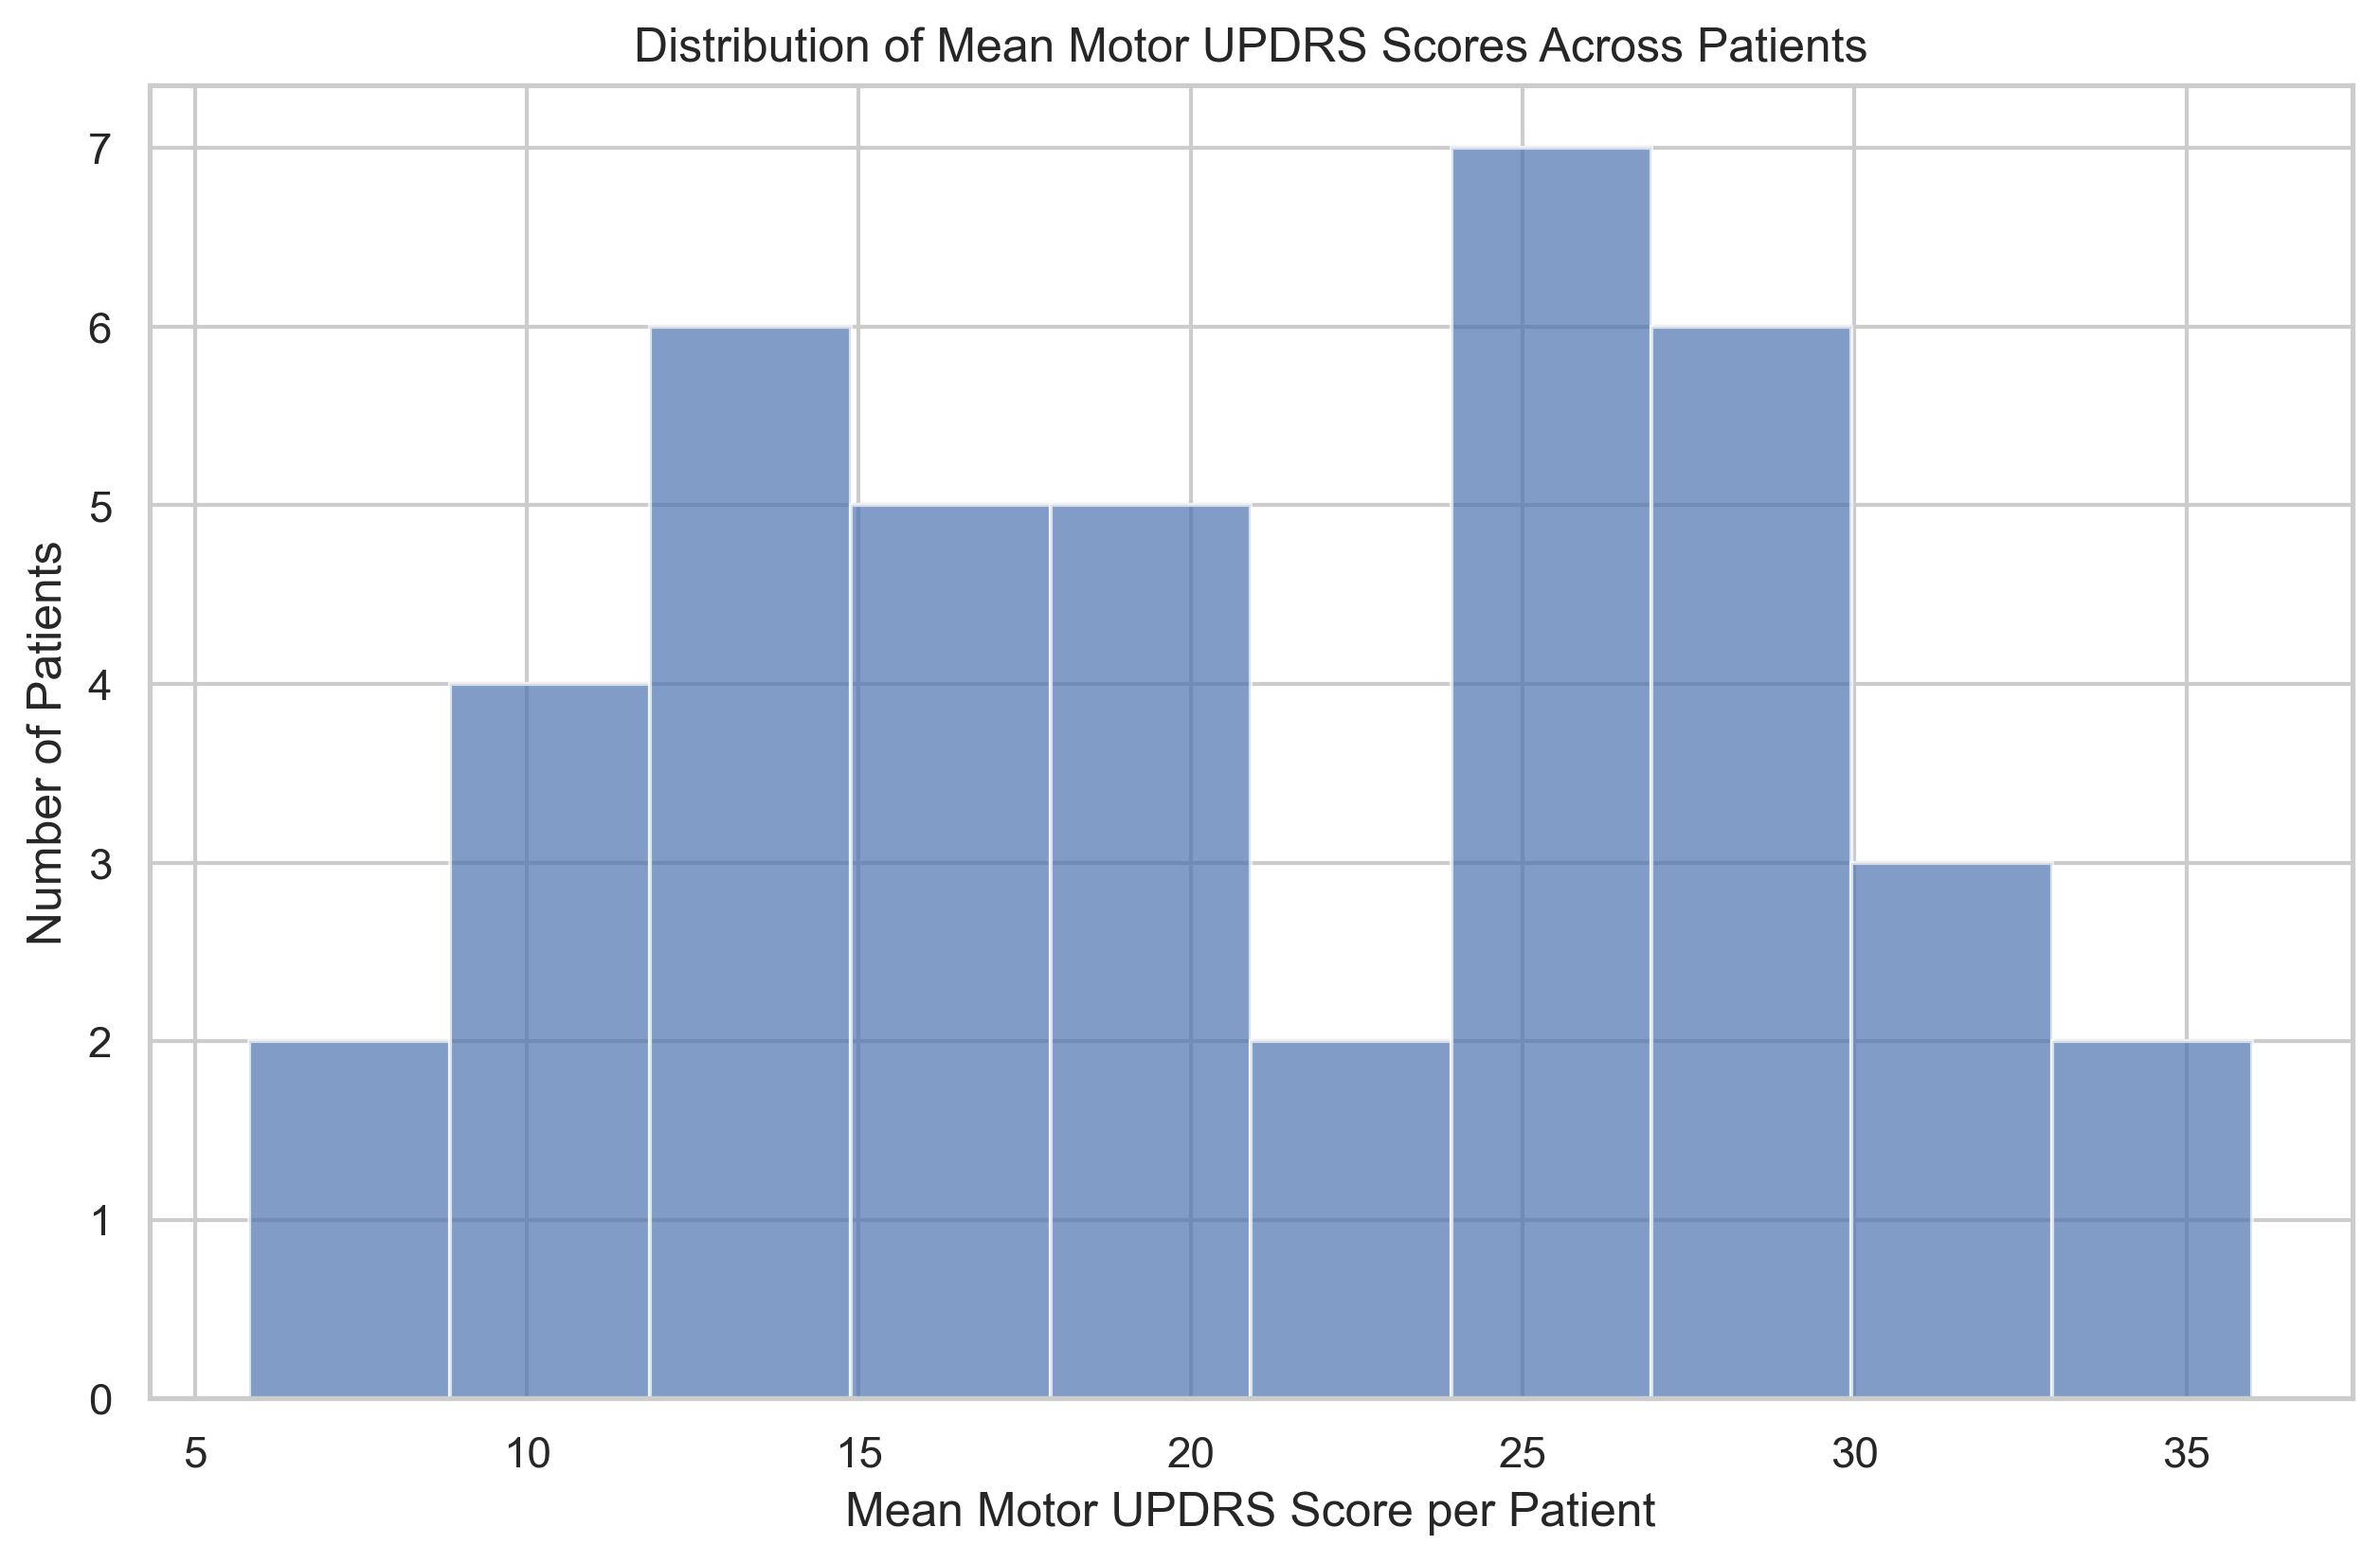 Distribution of Mean Motor UPDRS Scores Across Patients
7
6
5
4
3
2
1
0
Number of Patients
5 10 15 20 25 30 35
Mean Motor UPDRS Score per Patient